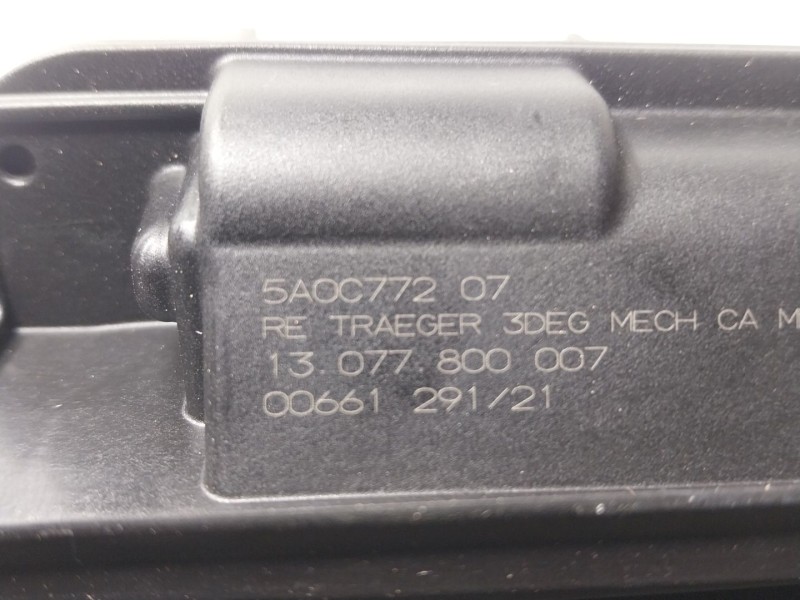 5A0C772 07
RE TRAEGER 3DEG MECH CA M
13.077.800 007
00661 291/21